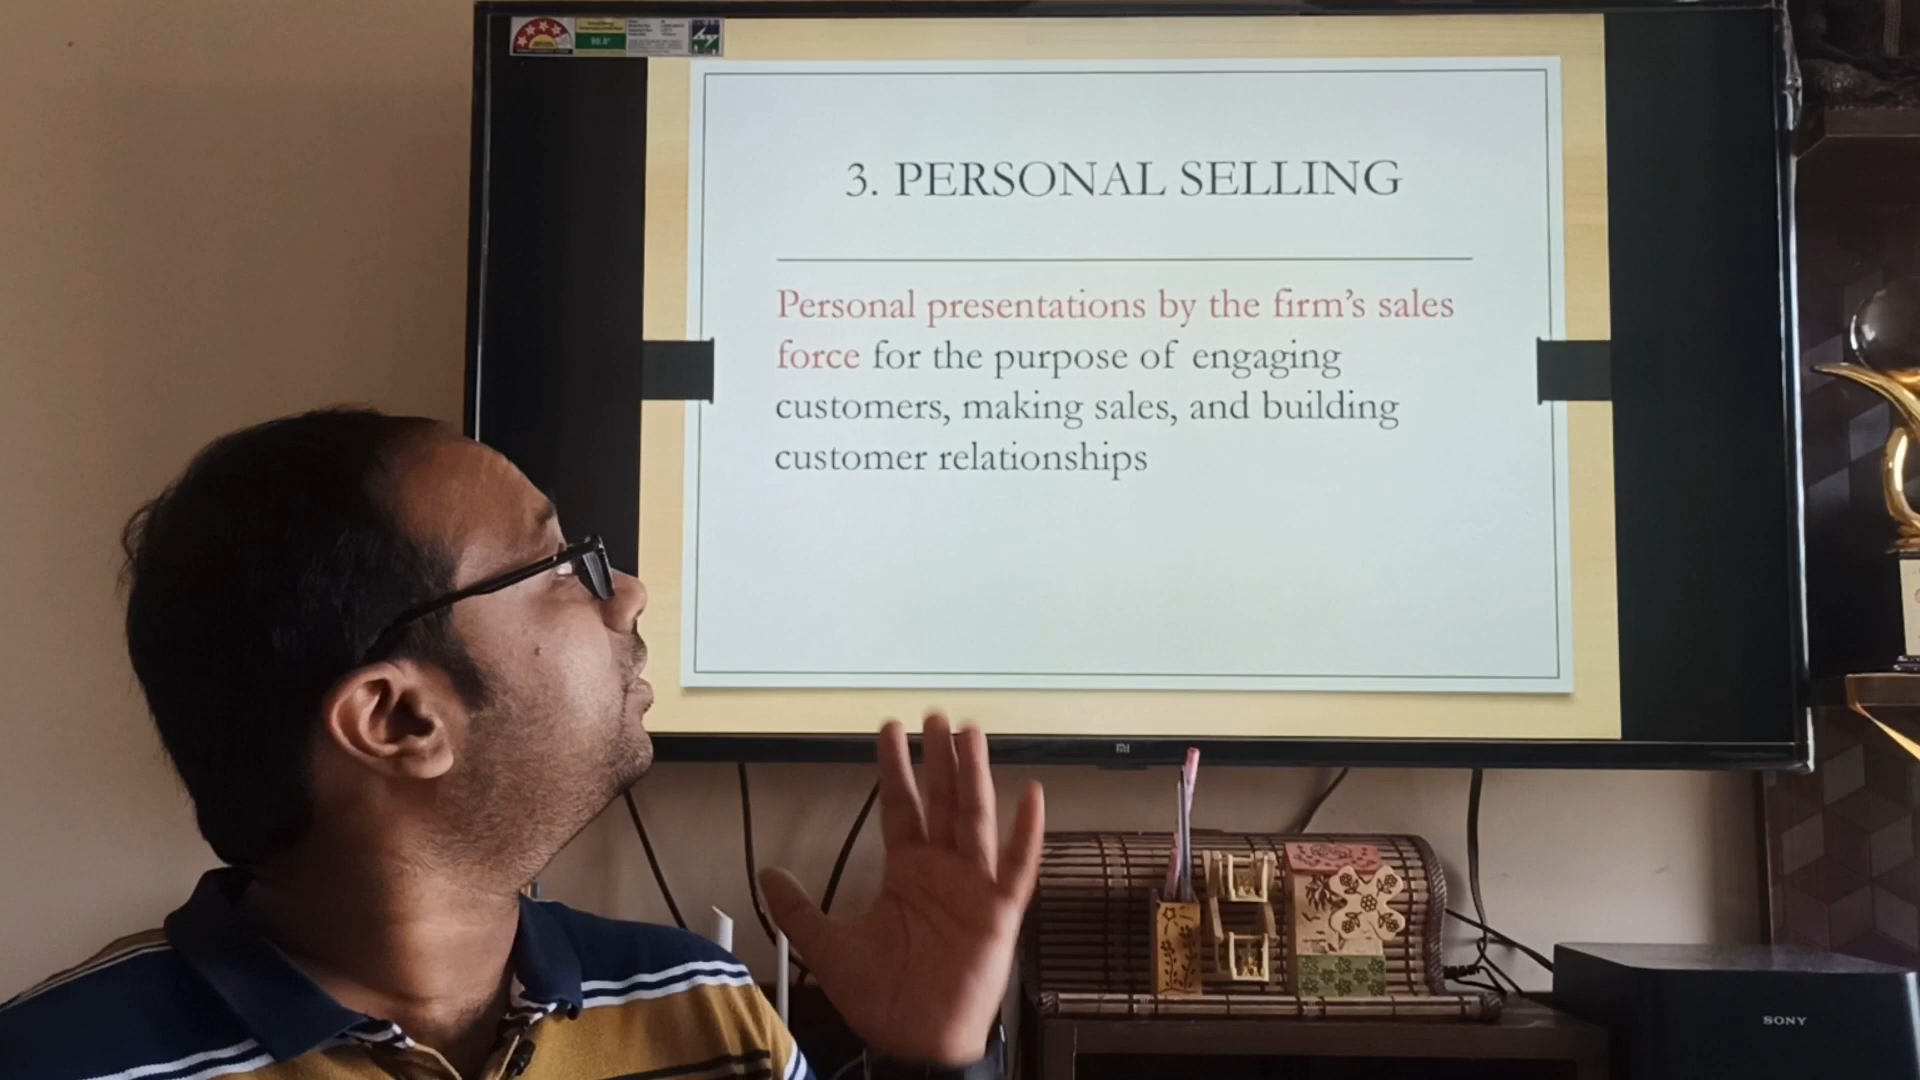 3. PERSONAL SELLING
Personal presentations by the firm's sales
force for the purpose of engaging
customers, making sales, and building
customer relationships
mi
SONY